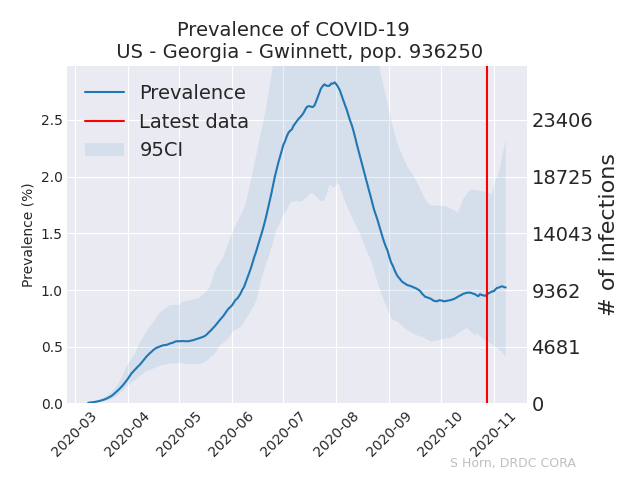 Prevalence of COVID-19
US - Georgia - Gwinnett, pop. 936250
Prevalence
Latest data
95CI
Prevalence (%)
2.5
2.0
1.5
1.0
0.5
0.0
23406
18725
14043
9362
4681
0
# of infections
2020-03
2020-04
2020-05
2020-06
2020-07
2020-08
2020-09
2020-10
2020-11
S Horn, DRDC CORA